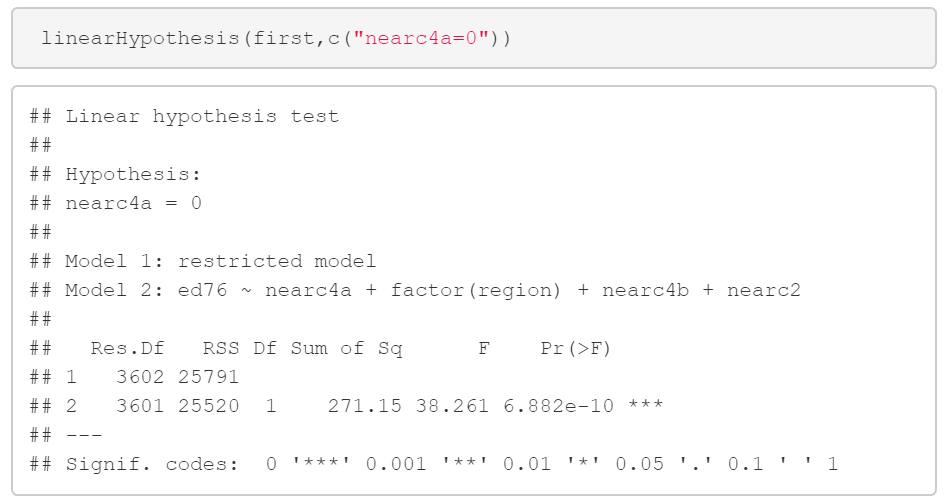 linearHypothesis(first,c("nearc4a=0"))
## Linear hypothesis test
##
## Hypothesis:
## nearc4a = 0
##
## Model 1: restricted model
## Model 2: ed76 ~ nearc4a + factor(region) + nearc4b + nearc2
##
##   Res.Df   RSS Df Sum of Sq      F    Pr(>F)
## 1   3602 25791
## 2   3601 25520  1    271.15 38.261 6.882e-10 ***
## ---
## Signif. codes:  0 '***' 0.001 '**' 0.01 '*' 0.05 '.' 0.1 ' ' 1